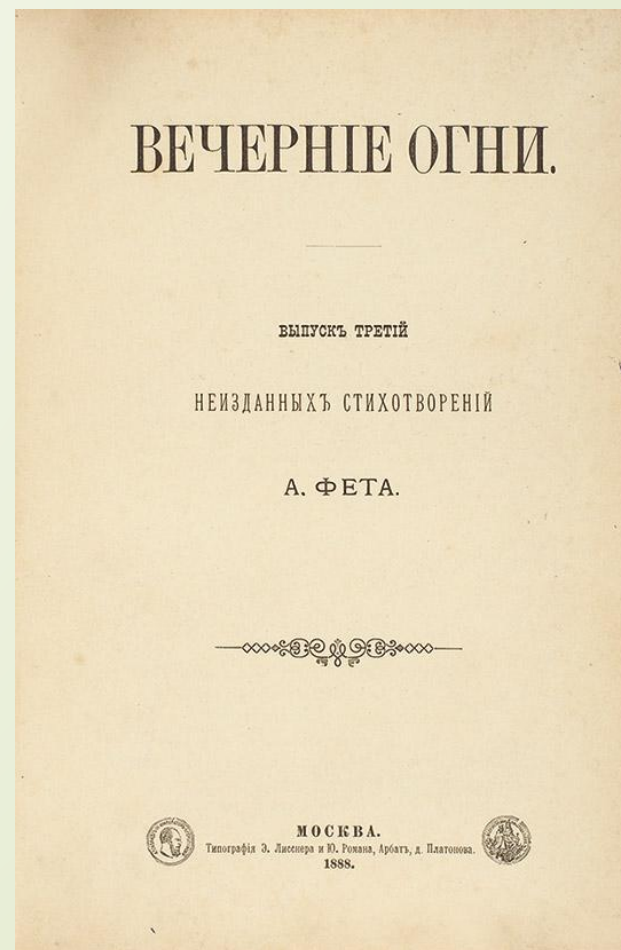 ВЕЧЕРНІЕ ОГНИ.
ВЫПУСКЪ ТРЕТІЙ
НЕИЗДАННЫХЪ СТИХОТВОРЕНІЙ
А. ФЕТА.
МОСКВА.
Типографія Э. Лисснера и Ю. Романа, Арбатъ, д. Платонова.
1888.